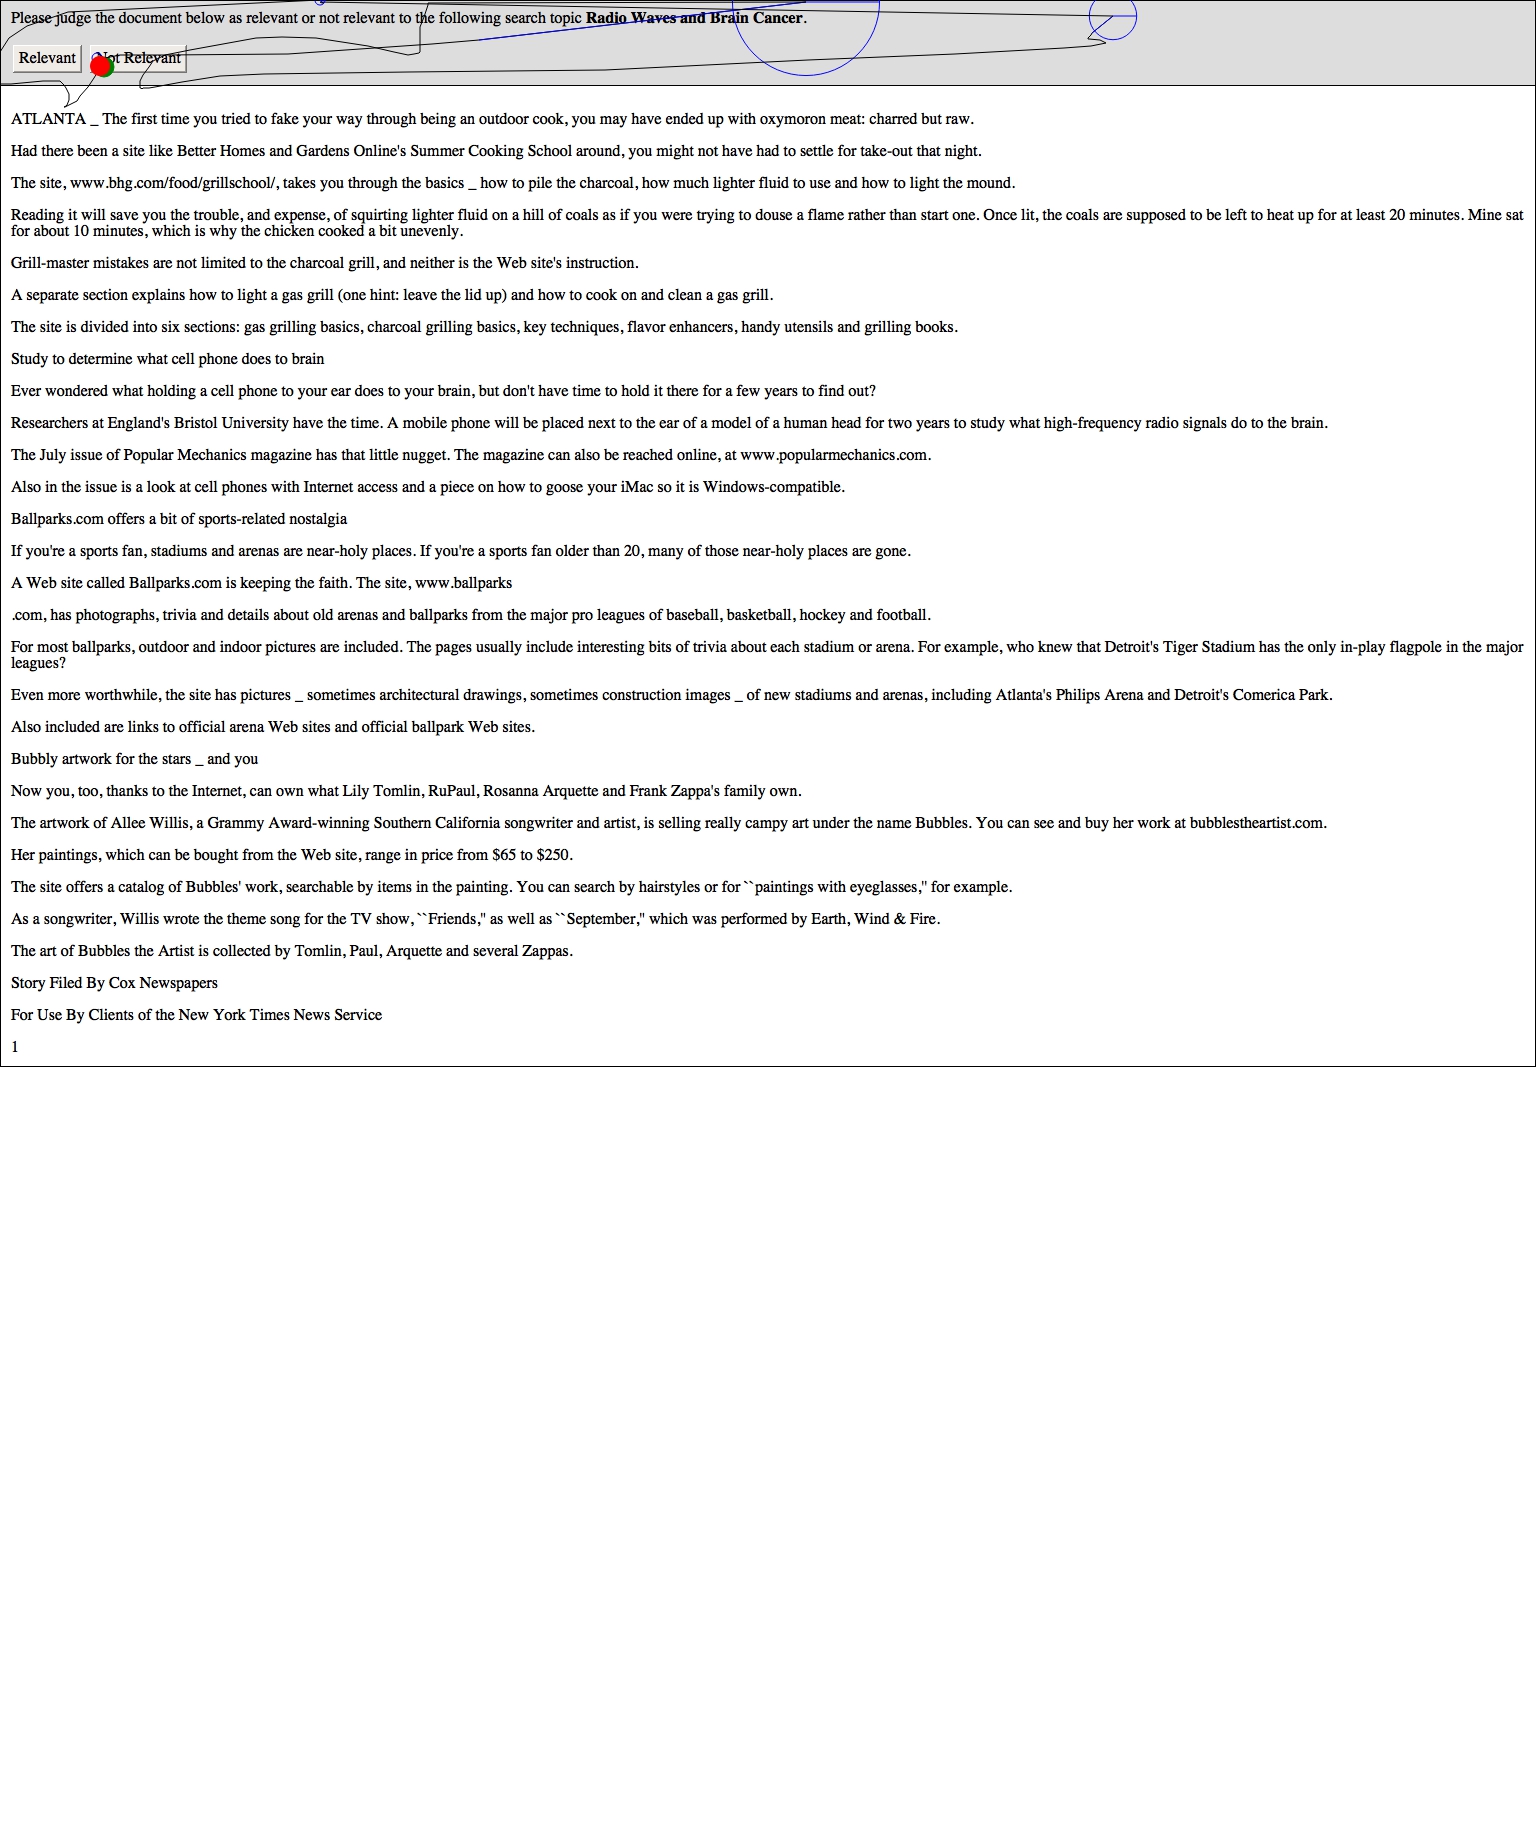 Please judge the document below as relevant or not relevant to the following search topic Radio Waves and Brain Cancer.
Relevant Not Relevant
ATLANTA _ The first time you tried to fake your way through being an outdoor cook, you may have ended up with oxymoron meat: charred but raw.
Had there been a site like Better Homes and Gardens Online's Summer Cooking School around, you might not have had to settle for take-out that night.
The site, www.bhg.com/food/grillschool/, takes you through the basics _ how to pile the charcoal, how much lighter fluid to use and how to light the mound.
Reading it will save you the trouble, and expense, of squirting lighter fluid on a hill of coals as if you were trying to douse a flame rather than start one. Once lit, the coals are supposed to be left to heat up for at least 20 minutes. Mine sat
for about 10 minutes, which is why the chicken cooked a bit unevenly.
Grill-master mistakes are not limited to the charcoal grill, and neither is the Web site's instruction.
A separate section explains how to light a gas grill (one hint: leave the lid up) and how to cook on and clean a gas grill.
The site is divided into six sections: gas grilling basics, charcoal grilling basics, key techniques, flavor enhancers, handy utensils and grilling books.
Study to determine what cell phone does to brain
Ever wondered what holding a cell phone to your ear does to your brain, but don't have time to hold it there for a few years to find out?
Researchers at England's Bristol University have the time. A mobile phone will be placed next to the ear of a model of a human head for two years to study what high-frequency radio signals do to the brain.
The July issue of Popular Mechanics magazine has that little nugget. The magazine can also be reached online, at www.popularmechanics.com.
Also in the issue is a look at cell phones with Internet access and a piece on how to goose your iMac so it is Windows-compatible.
Ballparks.com offers a bit of sports-related nostalgia
If you're a sports fan, stadiums and arenas are near-holy places. If you're a sports fan older than 20, many of those near-holy places are gone.
A Web site called Ballparks.com is keeping the faith. The site, www.ballparks
.com, has photographs, trivia and details about old arenas and ballparks from the major pro leagues of baseball, basketball, hockey and football.
For most ballparks, outdoor and indoor pictures are included. The pages usually include interesting bits of trivia about each stadium or arena. For example, who knew that Detroit's Tiger Stadium has the only in-play flagpole in the major
leagues?
Even more worthwhile, the site has pictures _ sometimes architectural drawings, sometimes construction images _ of new stadiums and arenas, including Atlanta's Philips Arena and Detroit's Comerica Park.
Also included are links to official arena Web sites and official ballpark Web sites.
Bubbly artwork for the stars _ and you
Now you, too, thanks to the Internet, can own what Lily Tomlin, RuPaul, Rosanna Arquette and Frank Zappa's family own.
The artwork of Allee Willis, a Grammy Award-winning Southern California songwriter and artist, is selling really campy art under the name Bubbles. You can see and buy her work at bubblestheartist.com.
Her paintings, which can be bought from the Web site, range in price from $65 to $250.
The site offers a catalog of Bubbles' work, searchable by items in the painting. You can search by hairstyles or for ``paintings with eyeglasses,'' for example.
As a songwriter, Willis wrote the theme song for the TV show, ``Friends,'' as well as ``September,'' which was performed by Earth, Wind & Fire.
The art of Bubbles the Artist is collected by Tomlin, Paul, Arquette and several Zappas.
Story Filed By Cox Newspapers
For Use By Clients of the New York Times News Service
1